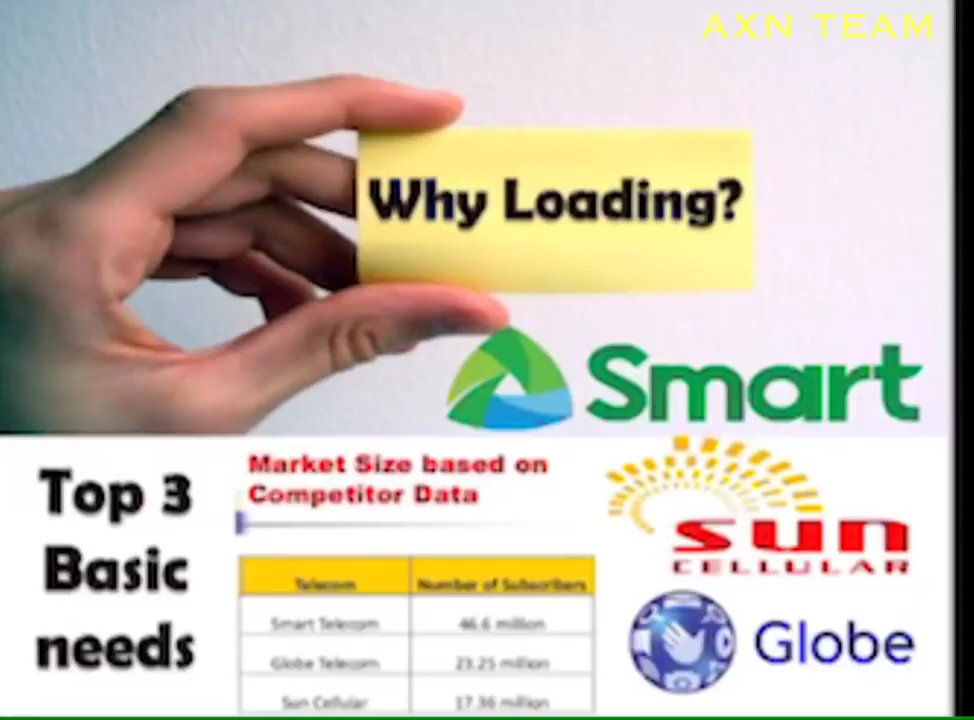 AXN TEAM
Why Loading?
Smart
Top 3
Basic
needs
Market Size based on
Competitor Data
Telecom Number of Subscribers
Smart Telecom 46.6 million
Globe Telecom 23.25 million
Sun Cellular 17.36 million
sun
CELLULAR
Globe